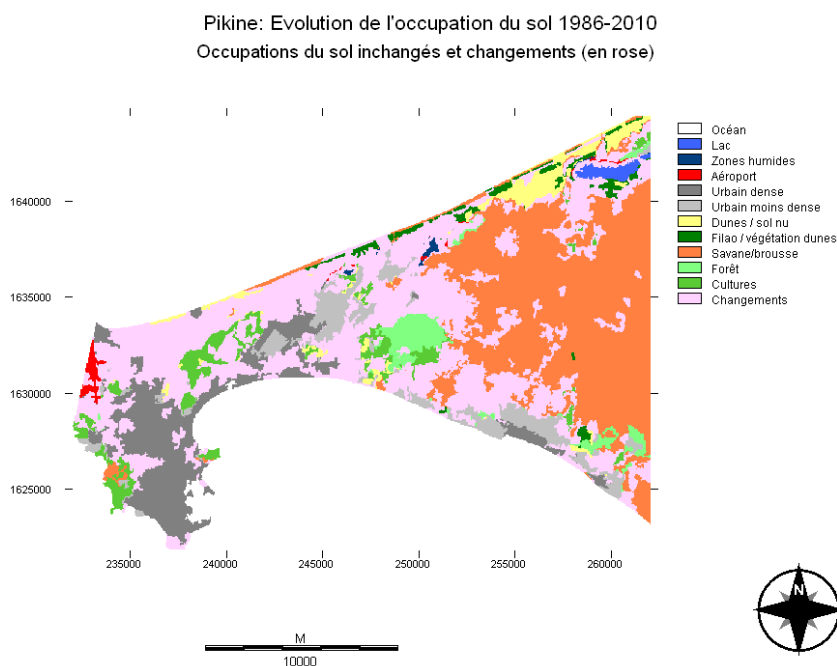 Pikine: Evolution de l'occupation du sol 1986-2010
Occupations du sol inchangés et changements (en rose)
Océan
Lac
Zones humides
Aéroport
Urbain dense
Urbain moins dense
Dunes / sol nu
Filao / végétation dunes
Savane/brousse
Forêt
Cultures
Changements
1640000
1635000
1630000
1625000
235000 240000 245000 250000 255000 260000
N
M
10000